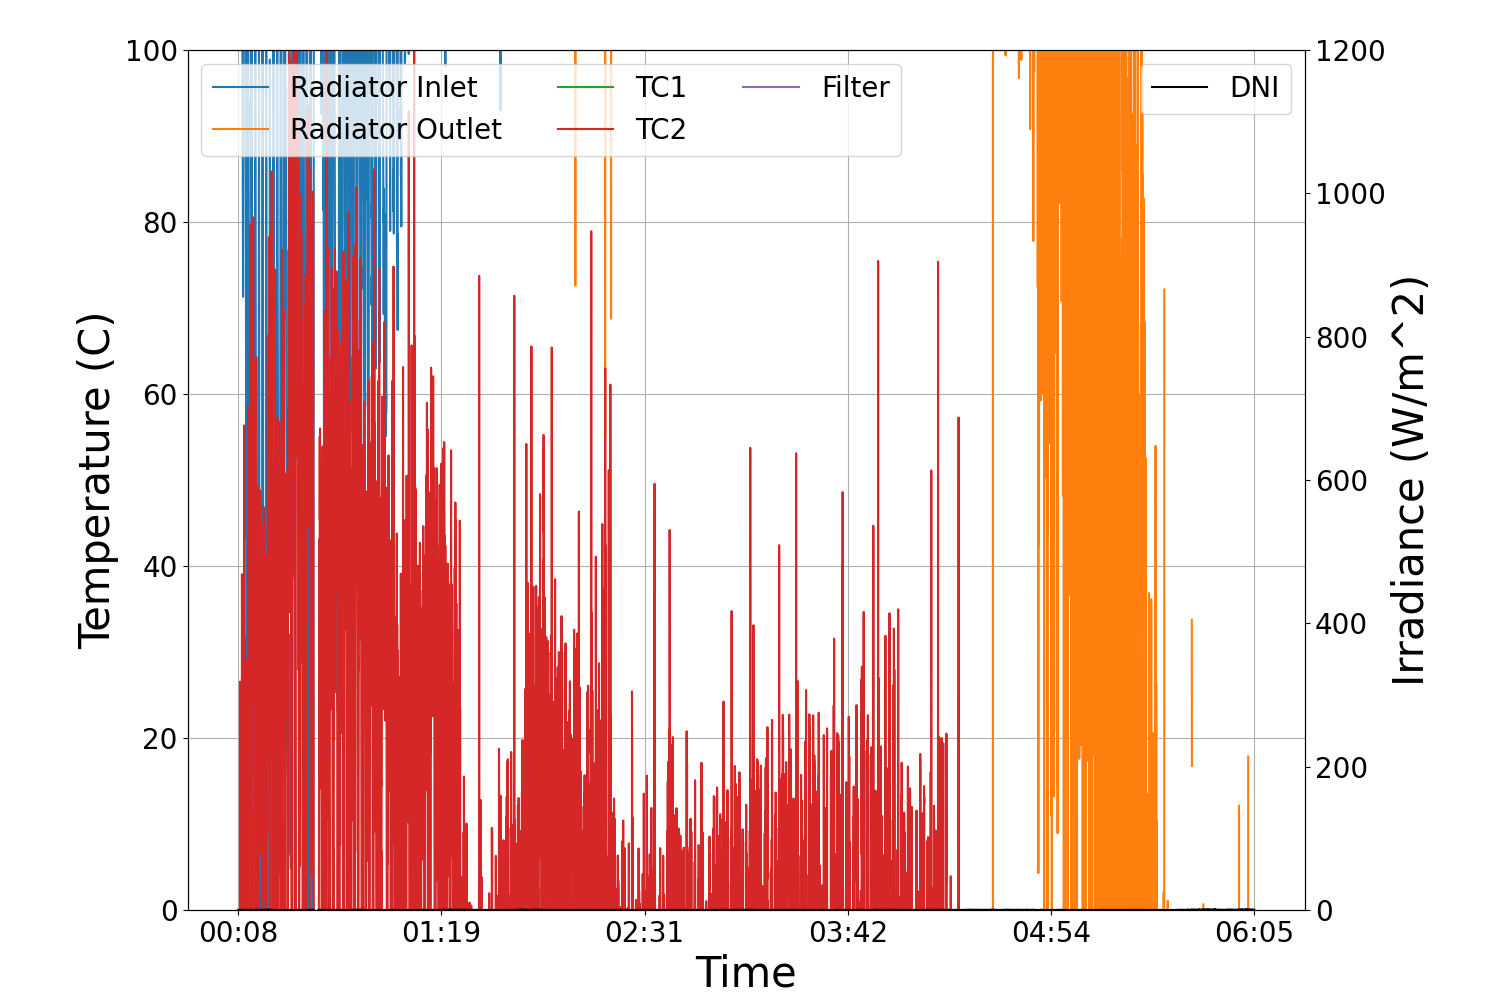 100
80
60
40
20
0
Temperature (C)
Radiator Inlet
Radiator Outlet
TC1
TC2
Filter
DNI
1200
1000
800
600
400
200
0
Irradiance (W/m^2)
00:08
01:19
02:31
03:42
04:54
06:05
Time